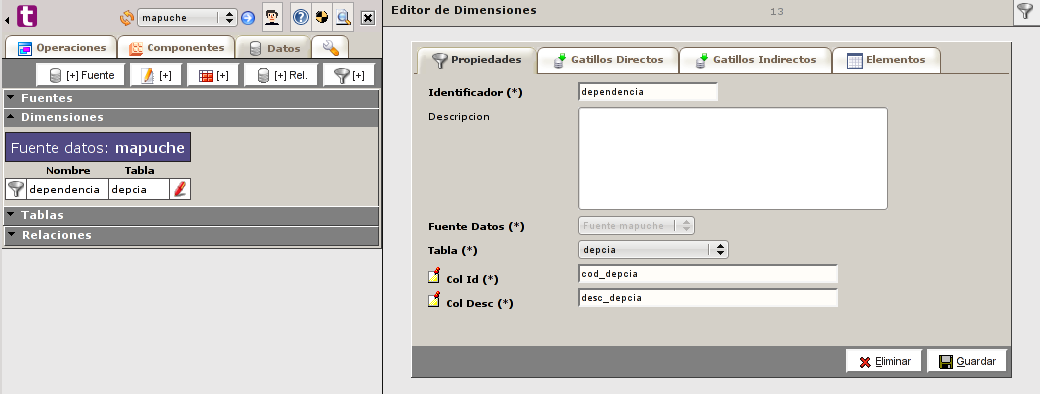 t
mapuche
Operaciones Componentes Datos
[+] Fuente [+] [+] [+] Rel. [+]
Fuentes
Dimensiones
Fuente datos: mapuche
Nombre Tabla
dependencia depcia
Tablas
Relaciones
Editor de Dimensiones 13
Propiedades Gatillos Directos Gatillos Indirectos Elementos
Identificador (*) dependencia
Descripcion
Fuente Datos (*) Fuente mapuche
Tabla (*) depcia
Col Id (*) cod_depcia
Col Desc (*) desc_depcia
Eliminar Guardar